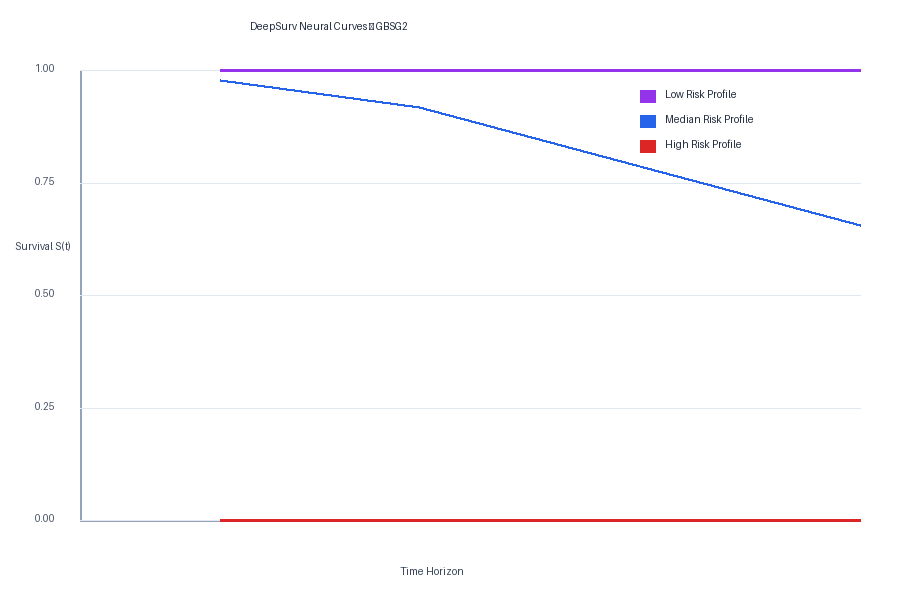 DeepSurv Neural Curves▯GBSG2
1.00
Low Risk Profile
Median Risk Profile
High Risk Profile
0.75
Survival S(t)
0.50
0.25
0.00
Time Horizon